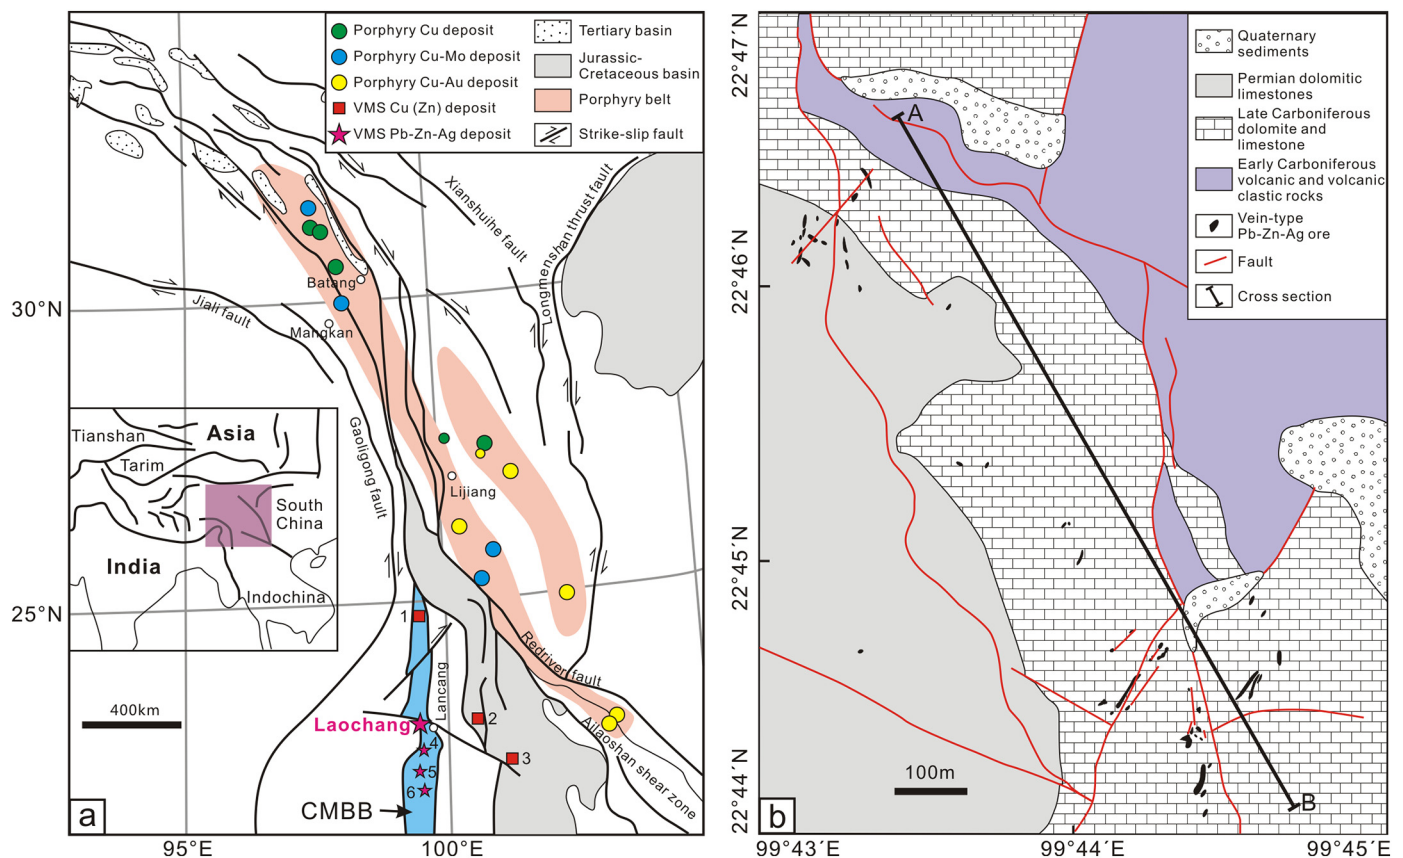 Porphyry Cu deposit
Porphyry Cu-Mo deposit
Porphyry Cu-Au deposit
VMS Cu (Zn) deposit
VMS Pb-Zn-Ag deposit
Tertiary basin
Jurassic-
Cretaceous basin
Porphyry belt
Strike-slip fault
Xianshuihe fault
Longmenshan thrust fault
Batang
Mangkan
Jiali fault
30°N
Gaoligong fault
Lijiang
Tianshan
Asia
Tarim
South
China
India
Indochina
25°N
1
Redriver fault
Lancang
400km
Laochang
2
3
4
5
6
Ailaoshan shear zone
CMBB
a
95°E
100°E
22°47´N
22°46´N
22°45´N
22°44´N
Quaternary
sediments
Permian dolomitic
limestones
Late Carboniferous
dolomite and
limestone
Early Carboniferous
volcanic and volcanic
clastic rocks
Vein-type
Pb-Zn-Ag ore
Fault
Cross section
A
B
100m
b
99°43´E
99°44´E
99°45´E